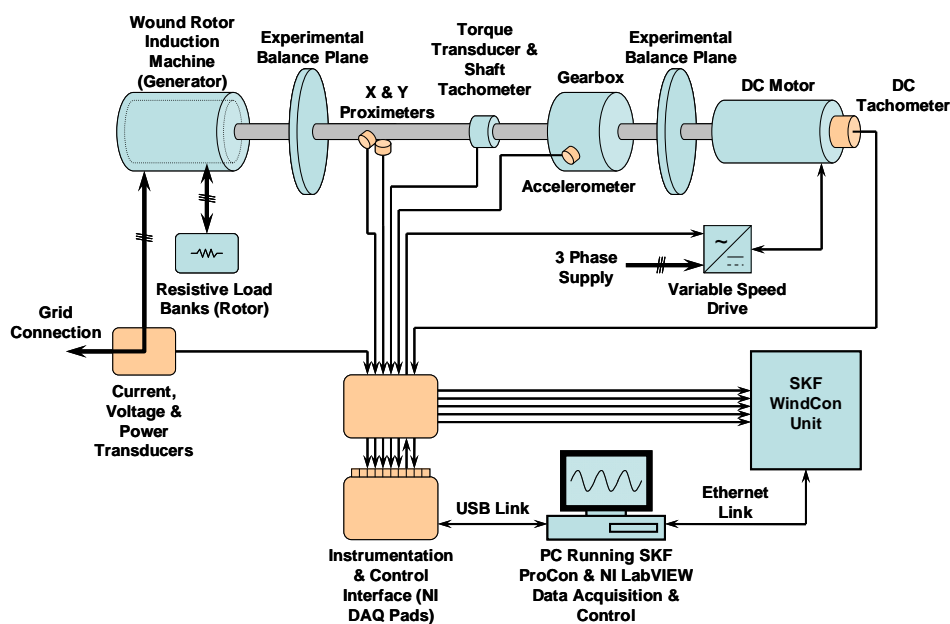 Wound Rotor
Induction
Machine
(Generator)
Experimental
Balance Plane
X & Y
Proximeters
Torque
Transducer &
Shaft
Tachometer
Gearbox
Accelerometer
Experimental
Balance Plane
DC Motor
DC
Tachometer
Resistive Load
Banks (Rotor)
3 Phase
Supply
Variable Speed
Drive
Grid
Connection
Current,
Voltage &
Power
Transducers
SKF
WindCon
Unit
USB Link
Ethernet
Link
Instrumentation
& Control
Interface (NI
DAQ Pads)
PC Running SKF
ProCon & NI LabVIEW
Data Acquisition &
Control